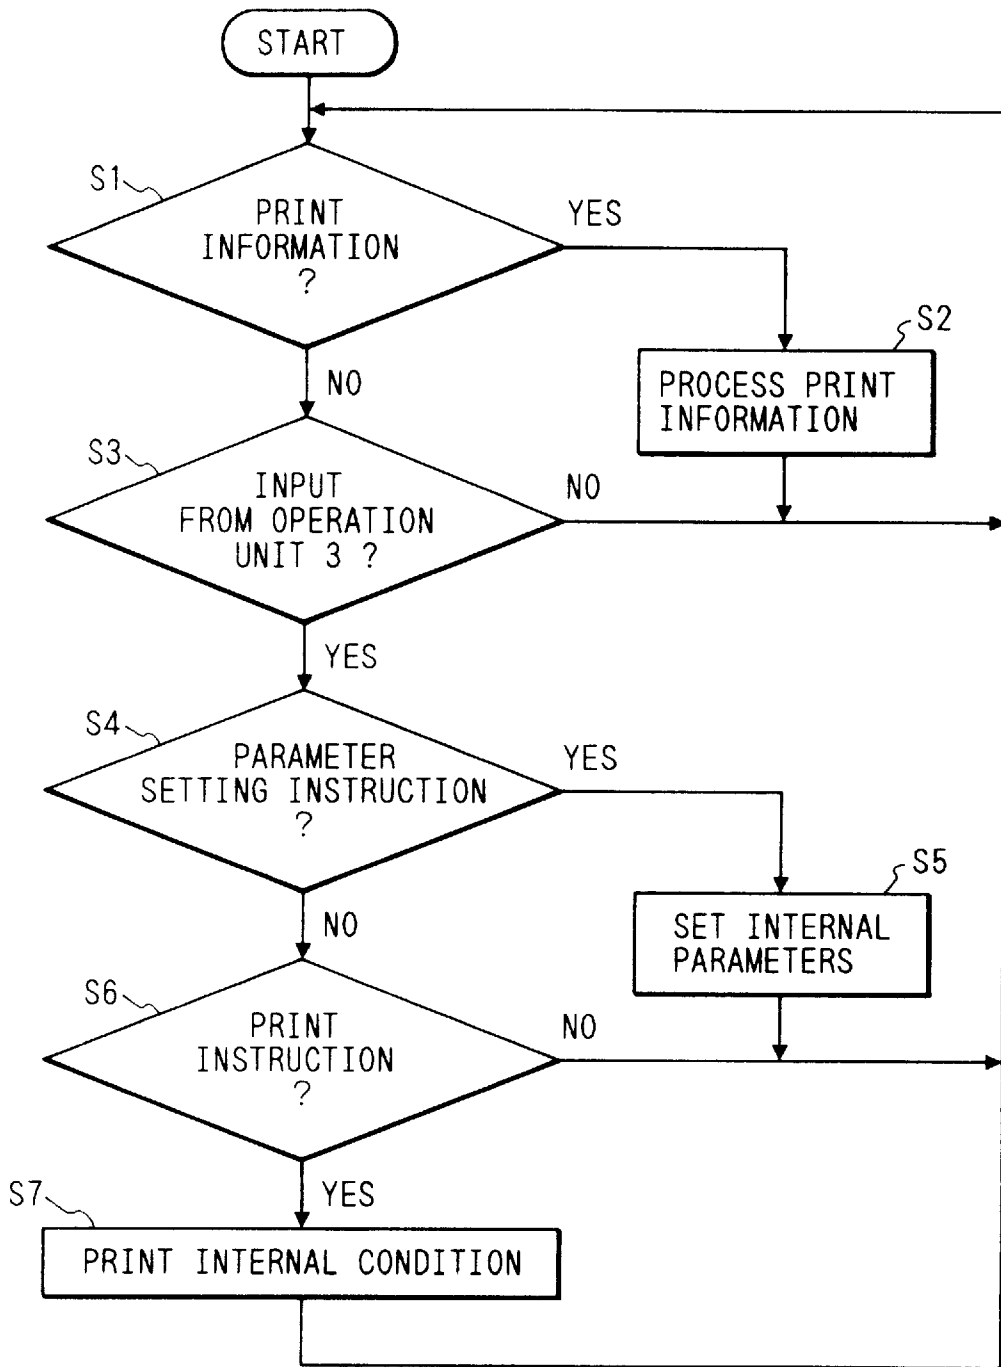 START
S1
PRINT
INFORMATION
?
YES
S2
PROCESS PRINT
INFORMATION
NO
S3
INPUT
FROM OPERATION
UNIT 3 ?
NO
YES
S4
PARAMETER
SETTING INSTRUCTION
?
YES
S5
SET INTERNAL
PARAMETERS
NO
S6
PRINT
INSTRUCTION
?
NO
YES
S7
PRINT INTERNAL CONDITION